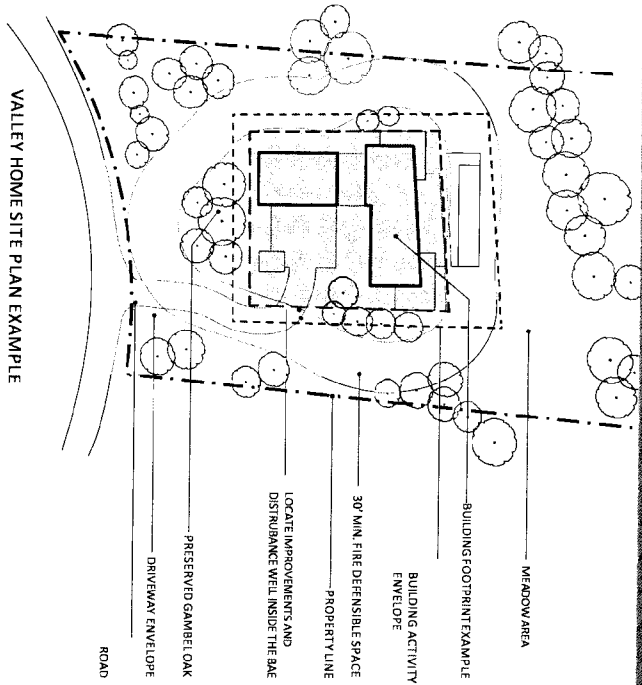 MEADOW AREA
BUILDING FOOTPRINT EXAMPLE
BUILDING ACTIVITY
ENVELOPE
30' MIN. FIRE DEFENSIBLE SPACE
PROPERTY LINE
LOCATE IMPROVEMENTS AND
DISTRUBANCE WELL INSIDE THE BAE
PRESERVED GAMBEL OAK
DRIVEWAY ENVELOPE
ROAD
VALLEY HOME SITE PLAN EXAMPLE